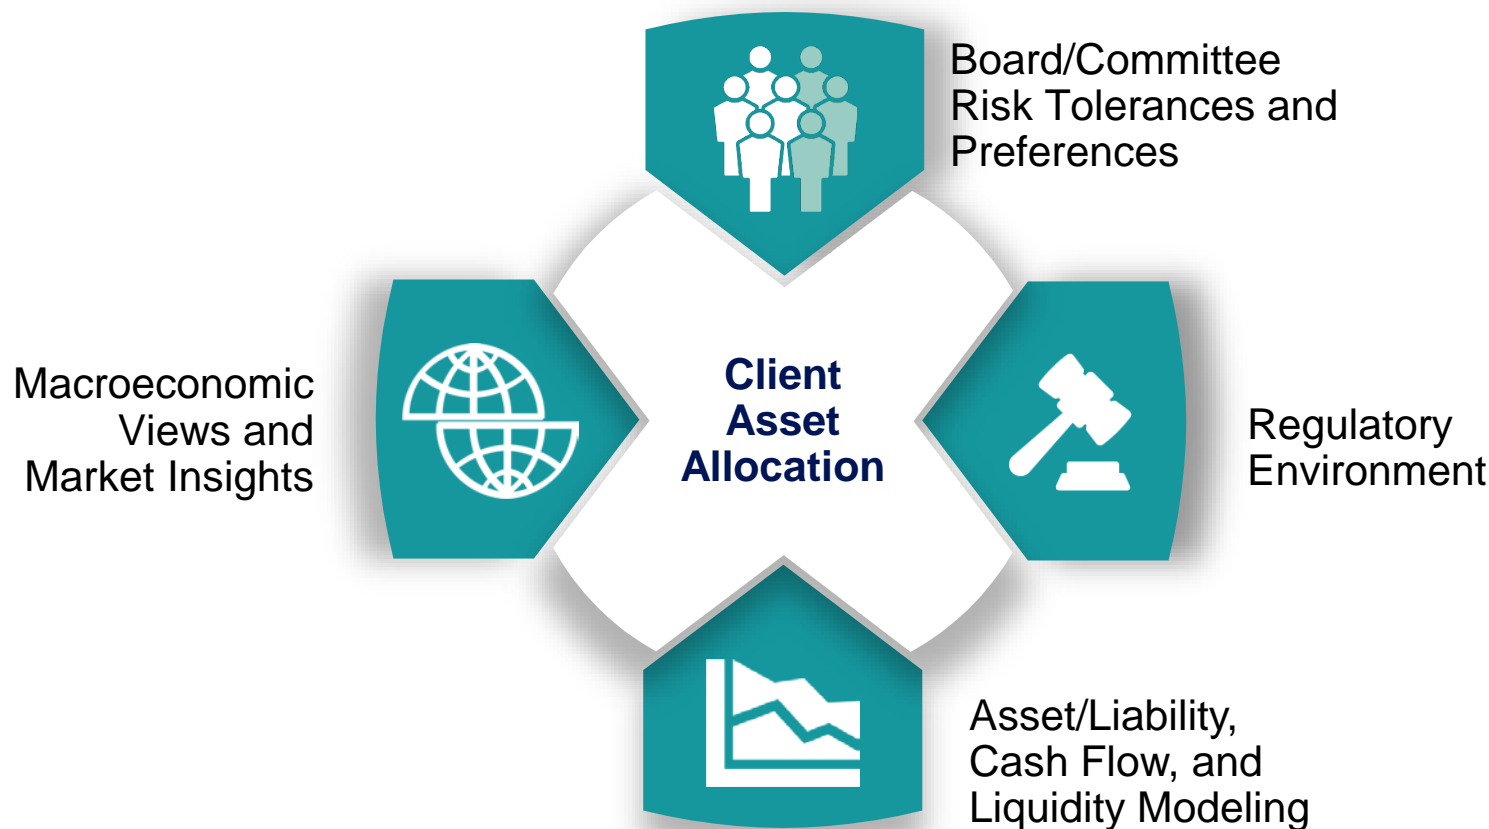 Board/Committee
Risk Tolerances and
Preferences
Macroeconomic
Views and
Market Insights
Client
Asset
Allocation
Regulatory
Environment
Asset/Liability,
Cash Flow, and
Liquidity Modeling